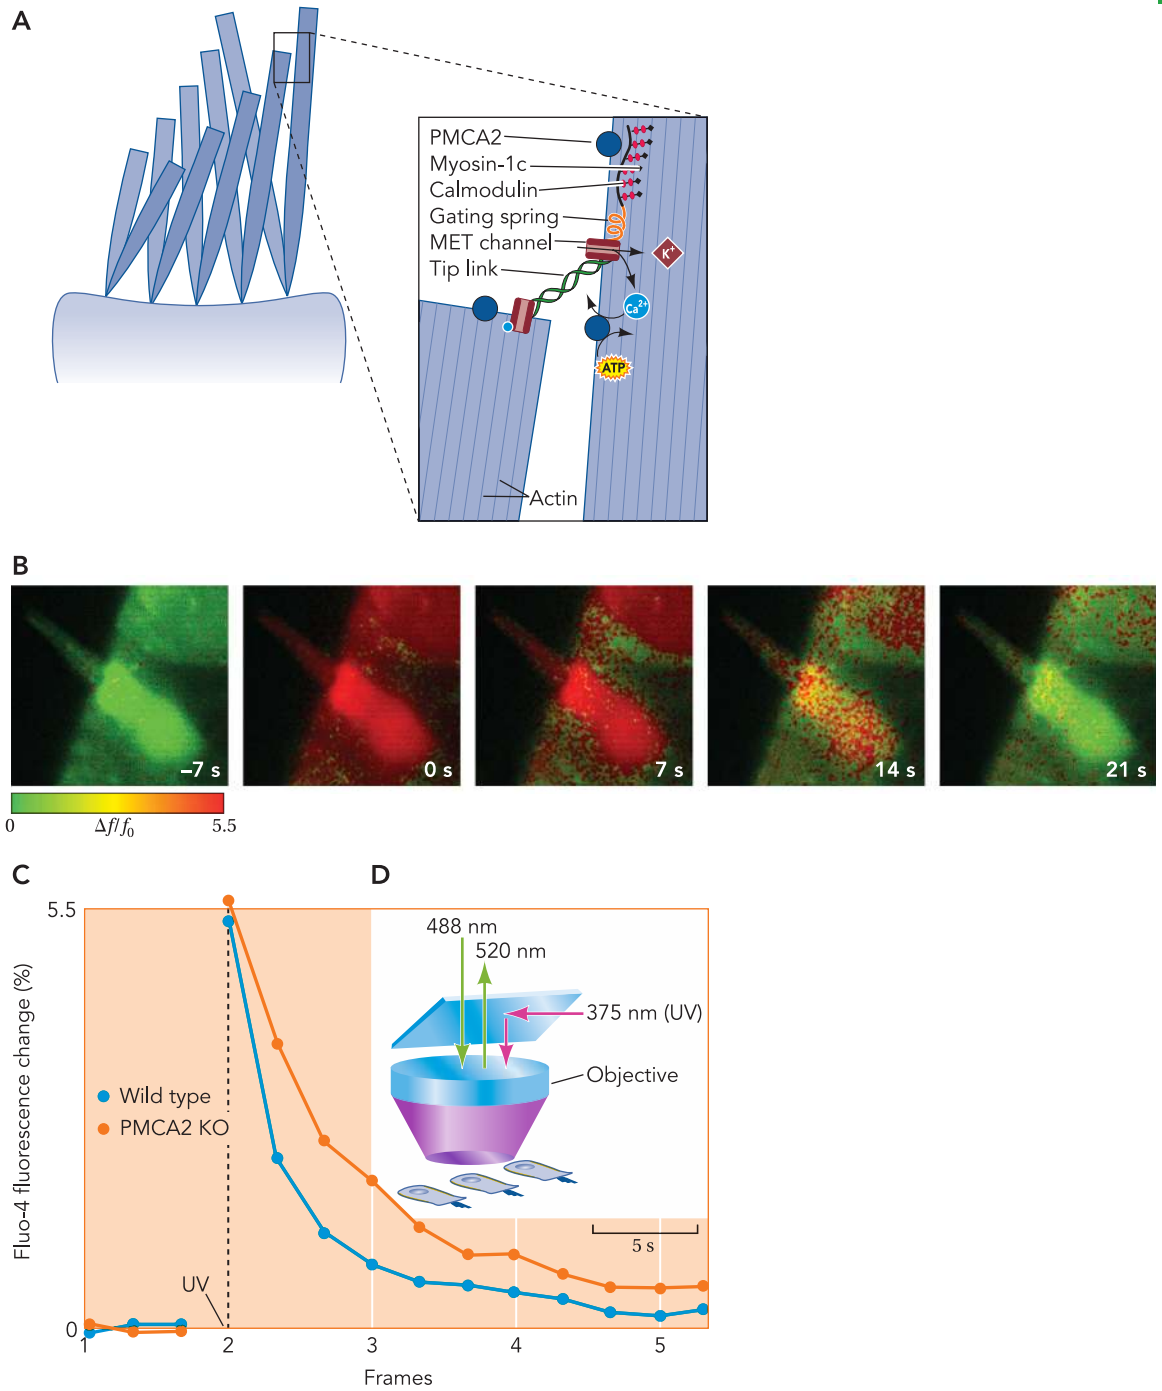 A
PMCA2
Myosin-1c
Calmodulin
Gating spring
MET channel
Tip link
K+
Ca2+
ATP
Actin
B
–7 s
0 s
7 s
14 s
21 s
0 Δf/f0 5.5
C
D
5.5
488 nm
520 nm
375 nm (UV)
Objective
Fluo-4 fluorescence change (%)
Wild type
PMCA2 KO
5 s
UV
0
1 2 3 4 5
Frames